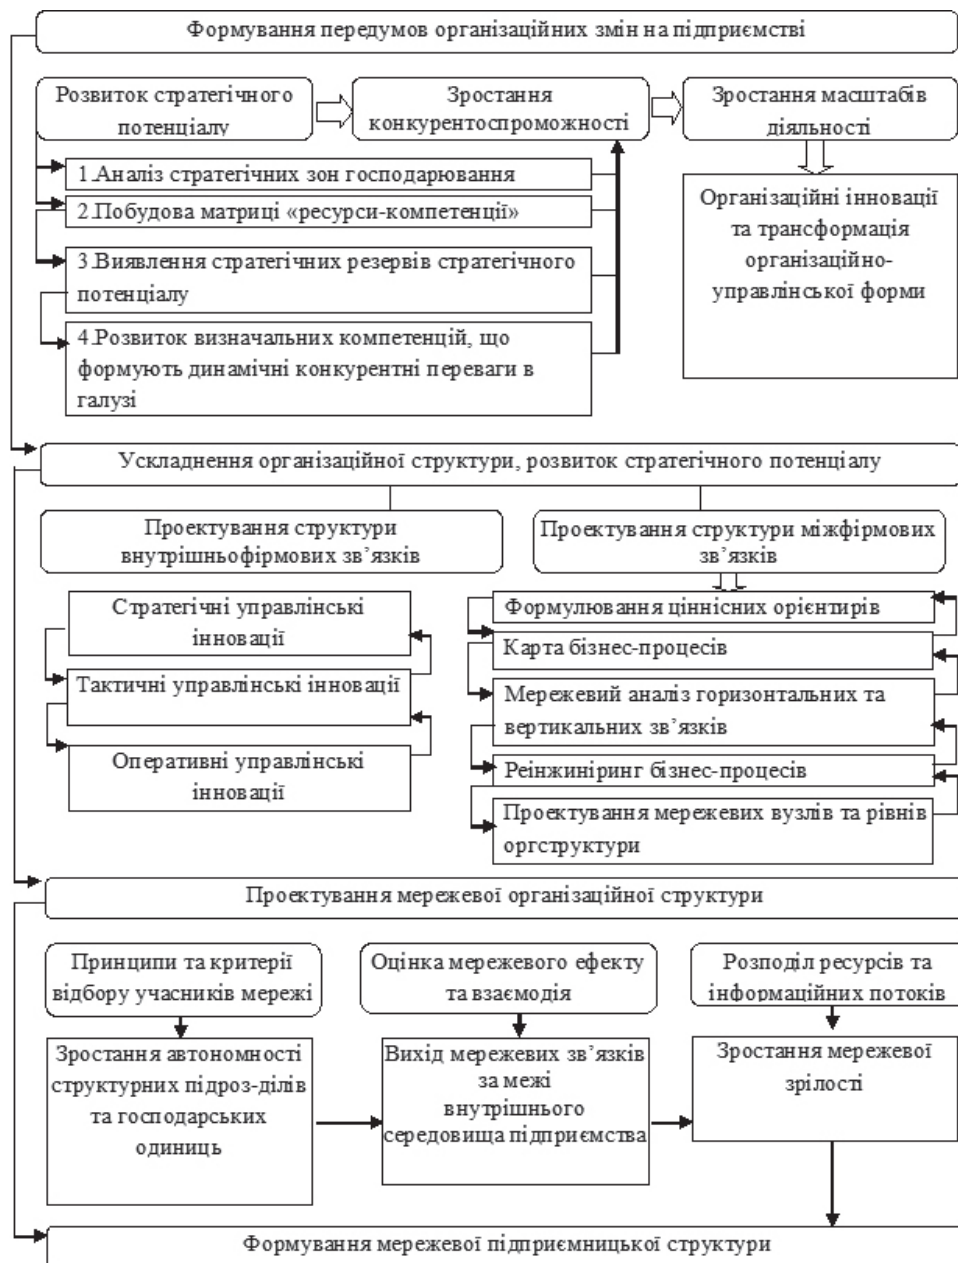 Формування передумов організаційних змін на підприємстві
Розвиток стратегічного
потенціалу
Зростання
конкурентоспроможності
Зростання масштабів
діяльності
1.Аналіз стратегічних зон господарювання
2.Побудова матриці «ресурси-компетенції»
3.Виявлення стратегічних резервів стратегічного
потенціалу
4.Розвиток визначальних компетенцій, що
формують динамічні конкурентні переваги в
галузі
Організаційні інновації
та трансформація
організаційно-
управлінської форми
Ускладнення організаційної структури, розвиток стратегічного потенціалу
Проектування структури
внутрішньофірмових зв’язків
Проектування структури міжфірмових
зв’язків
Стратегічні управлінські
інновації
Тактичні управлінські інновації
Оперативні управлінські
інновації
Формулювання ціннісних орієнтирів
Карта бізнес-процесів
Мережевий аналіз горизонтальних та
вертикальних зв’язків
Реінжиніринг бізнес-процесів
Проектування мережевих вузлів та рівнів
оргструктури
Проектування мережевої організаційної структури
Принципи та критерії
відбору учасників мережі
Оцінка мережевого ефекту
та взаємодія
Розподіл ресурсів та
інформаційних потоків
Зростання автономності
структурних підроз-ділів
та господарських
одиниць
Вихід мережевих зв’язків
за межі
внутрішнього
середовища підприємства
Зростання мережевої
зрілості
Формування мережевої підприємницької структури